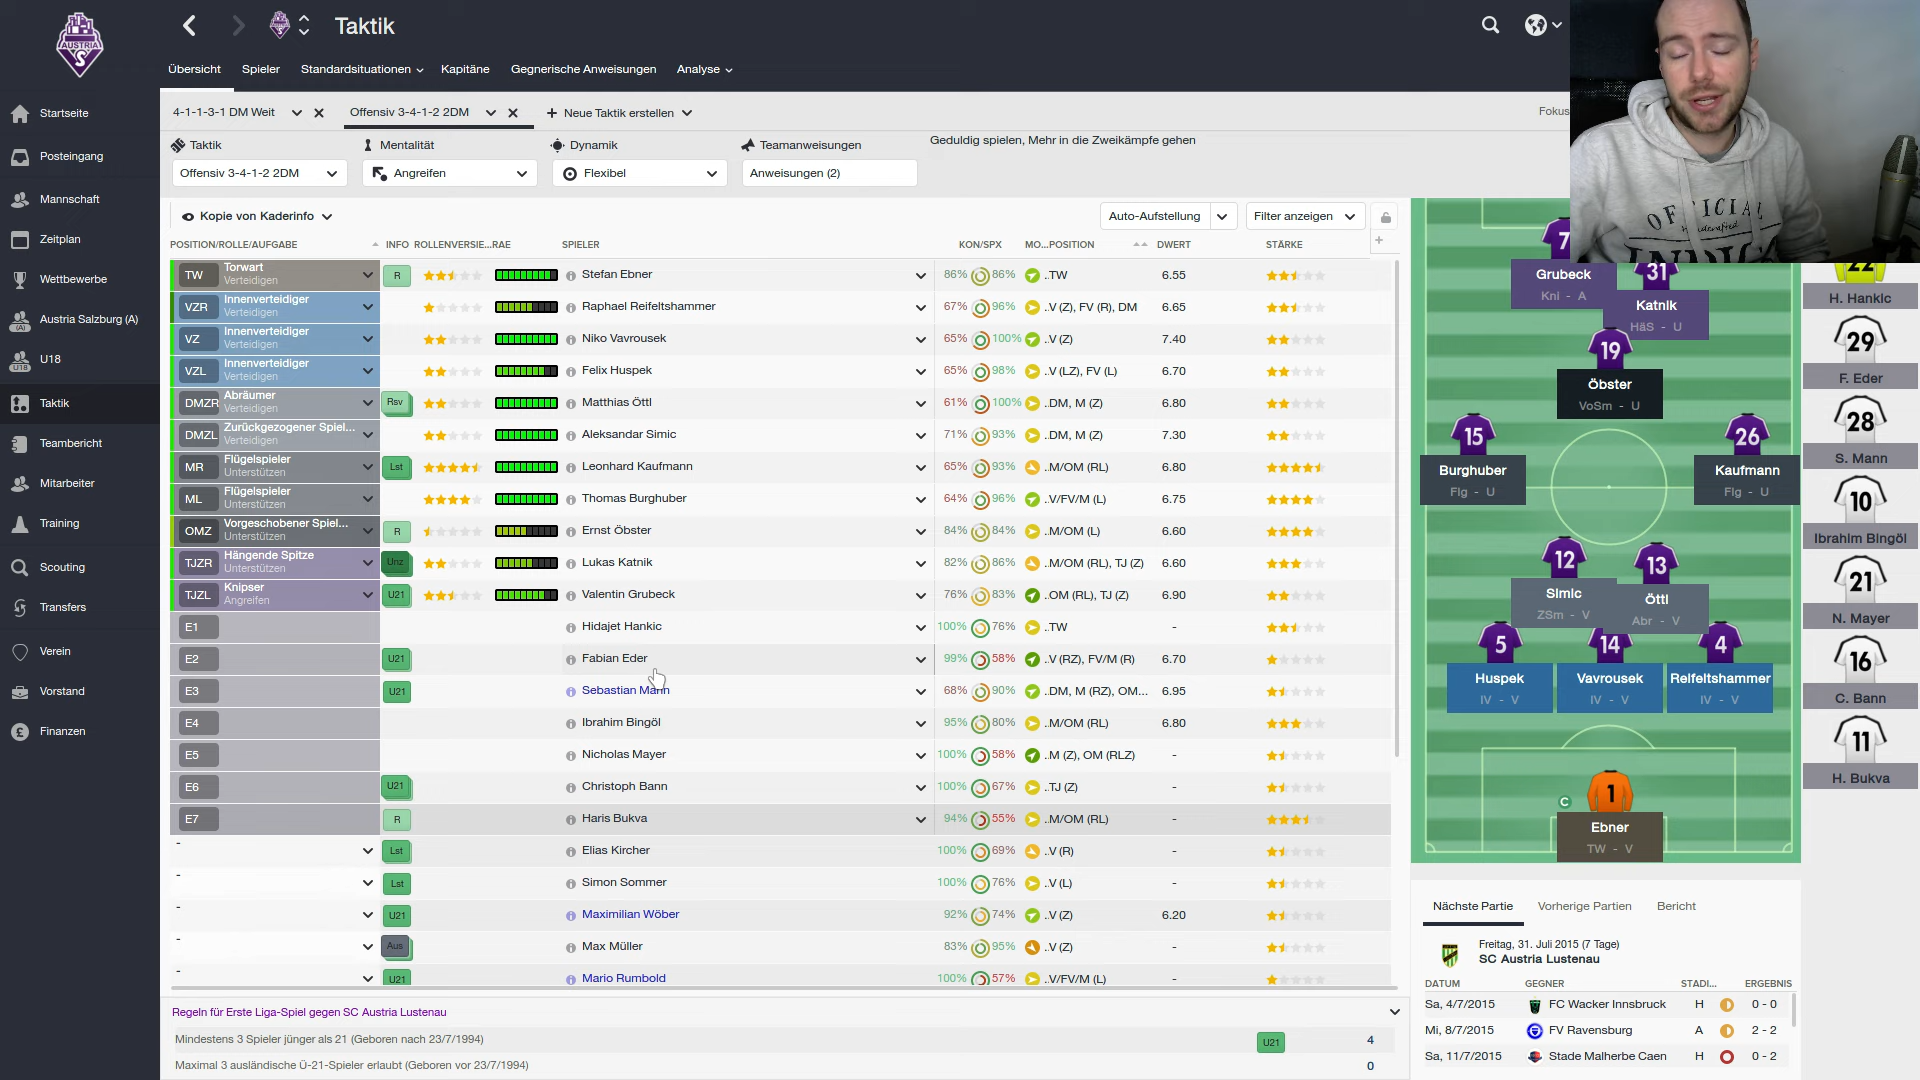 AUSTRIA
S
Taktik
Übersicht Spieler Standardsituationen Kapitäne Gegnerische Anweisungen Analyse
Startseite
Posteingang
Mannschaft
Zeitplan
Wettbewerbe
Austria Salzburg (A)
U18
Taktik
Teambericht
Mitarbeiter
Training
Scouting
Transfers
Verein
Vorstand
Finanzen
4-1-1-3-1 DM Weit Offensiv 3-4-1-2 2DM Neue Taktik erstellen Fokus
Taktik Mentalität Dynamik Teamanweisungen Geduldig spielen, Mehr in die Zweikämpfe gehen
Offensiv 3-4-1-2 2DM Angreifen Flexibel Anweisungen (2)
Kopie von Kaderinfo Auto-Aufstellung Filter anzeigen
POSITION/ROLLE/AUFGABE INFO ROLLENVERSIE...RAE SPIELER KON/SPX MO...POSITION DWERT STÄRKE
TW Torwart Verteidigen R Stefan Ebner 86% 86% ..TW 6.55
VZR Innenverteidiger Verteidigen Raphael Reifeltshammer 67% 96% ..V (Z), FV (R), DM 6.65
VZ Innenverteidiger Verteidigen Niko Vavrousek 65% 100% ..V (Z) 7.40
VZL Innenverteidiger Verteidigen Felix Huspek 65% 98% ..V (LZ), FV (L) 6.70
DMZR Abräumer Verteidigen Rsv Matthias Öttl 61% 100% ..DM, M (Z) 6.80
DMZL Zurückgezogener Spiel... Verteidigen Aleksandar Simic 71% 93% ..DM, M (Z) 7.30
MR Flügelspieler Unterstützen Lst Leonhard Kaufmann 65% 93% ..M/OM (RL) 6.80
ML Flügelspieler Unterstützen Thomas Burghuber 64% 96% ..V/FV/M (L) 6.75
OMZ Vorgeschobener Spiel... Unterstützen R Ernst Öbster 84% 84% ..M/OM (L) 6.60
TJZR Hängende Spitze Unterstützen Unz Lukas Katnik 82% 86% ..M/OM (RL), TJ (Z) 6.60
TJZL Knipser Angreifen U21 Valentin Grubeck 76% 83% ..OM (RL), TJ (Z) 6.90
E1 Hidajet Hankic 100% 76% ..TW -
E2 U21 Fabian Eder 99% 58% ..V (RZ), FV/M (R) 6.70
E3 U21 Sebastian Mann 68% 90% ..DM, M (RZ), OM... 6.95
E4 Ibrahim Bingöl 95% 80% ..M/OM (RL) 6.80
E5 Nicholas Mayer 100% 58% ..M (Z), OM (RLZ) -
E6 U21 Christoph Bann 100% 67% ..TJ (Z) -
E7 R Haris Bukva 94% 55% ..M/OM (RL) -
- Lst Elias Kircher 100% 69% ..V (R) -
- Lst Simon Sommer 100% 76% ..V (L) -
- U21 Maximilian Wöber 92% 74% ..V (Z) 6.20
- Aus Max Müller 83% 95% ..V (Z) -
- U21 Mario Rumbold 100% 57% ..V/FV/M (L) -
Regeln für Erste Liga-Spiel gegen SC Austria Lustenau
Mindestens 3 Spieler jünger als 21 (Geboren nach 23/7/1994) U21 4
Maximal 3 ausländische Ü-21-Spieler erlaubt (Geboren vor 23/7/1994) 0
7
Grubeck
Kni - A
31
Katnik
HäS - U
19
Öbster
VoSm - U
15
Burghuber
Flg - U
26
Kaufmann
Flg - U
12
Simic
ZSm - V
13
Öttl
Abr - V
5
Huspek
IV - V
14
Vavrousek
IV - V
4
Reifeltshammer
IV - V
C
1
Ebner
TW - V
22
H. Hankic
29
F. Eder
28
S. Mann
10
Ibrahim Bingöl
21
N. Mayer
16
C. Bann
11
H. Bukva
Nächste Partie Vorherige Partien Bericht
Freitag, 31. Juli 2015 (7 Tage)
SC Austria Lustenau
DATUM GEGNER STADI... ERGEBNIS
Sa, 4/7/2015 FC Wacker Innsbruck H 0 - 0
Mi, 8/7/2015 FV Ravensburg A 2 - 2
Sa, 11/7/2015 Stade Malherbe Caen H 0 - 2
OFFICIAL